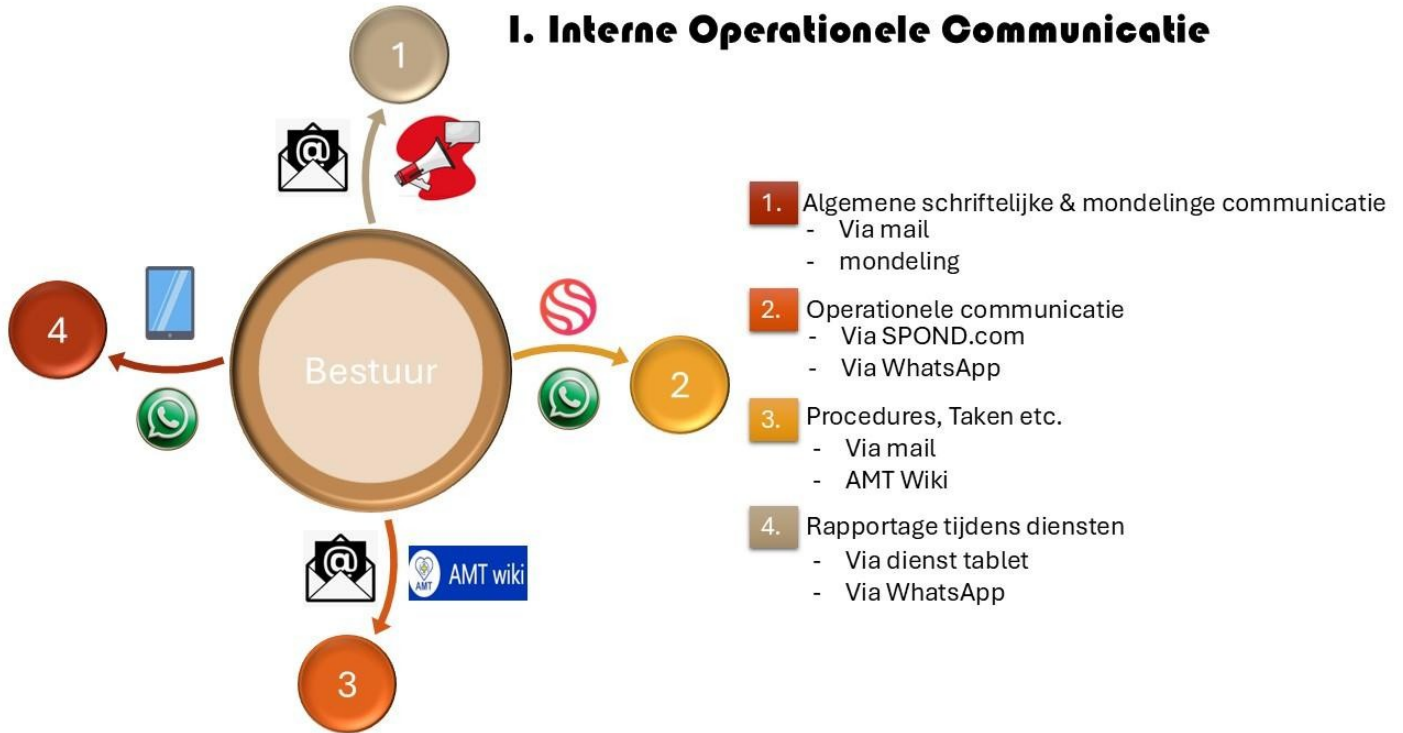 I. Interne Operationele Communicatie
1
@
4
Bestuur
2
@
AMT
AMT wiki
3
1. Algemene schriftelijke & mondelinge communicatie
- Via mail
- mondeling
2. Operationele communicatie
- Via SPOND.com
- Via WhatsApp
3. Procedures, Taken etc.
- Via mail
- AMT Wiki
4. Rapportage tijdens diensten
- Via dienst tablet
- Via WhatsApp